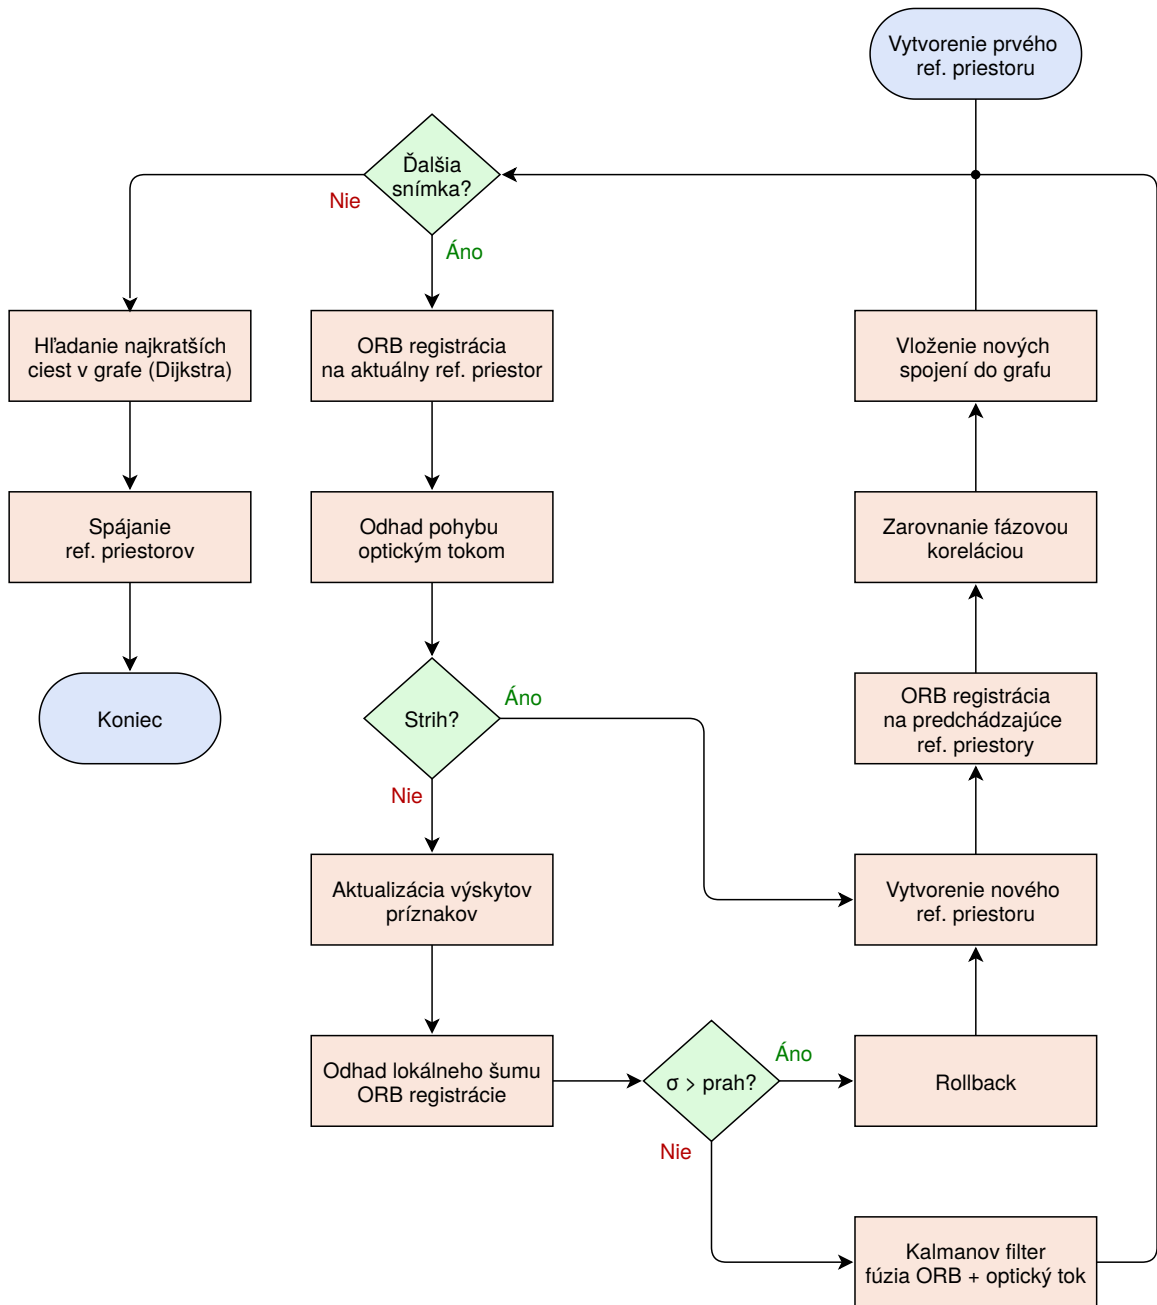 Vytvorenie prvého
ref. priestoru
Ďalšia
snímka?
Nie
Áno
Hľadanie najkratších
ciest v grafe (Dijkstra)
ORB registrácia
na aktuálny ref. priestor
Vloženie nových
spojení do grafu
Spájanie
ref. priestorov
Odhad pohybu
optickým tokom
Zarovnanie fázovou
koreláciou
Koniec
Strih?
Áno
Nie
ORB registrácia
na predchádzajúce
ref. priestory
Aktualizácia výskytov
príznakov
Vytvorenie nového
ref. priestoru
Odhad lokálneho šumu
ORB registrácie
σ > prah?
Áno
Nie
Rollback
Kalmanov filter
fúzia ORB + optický tok